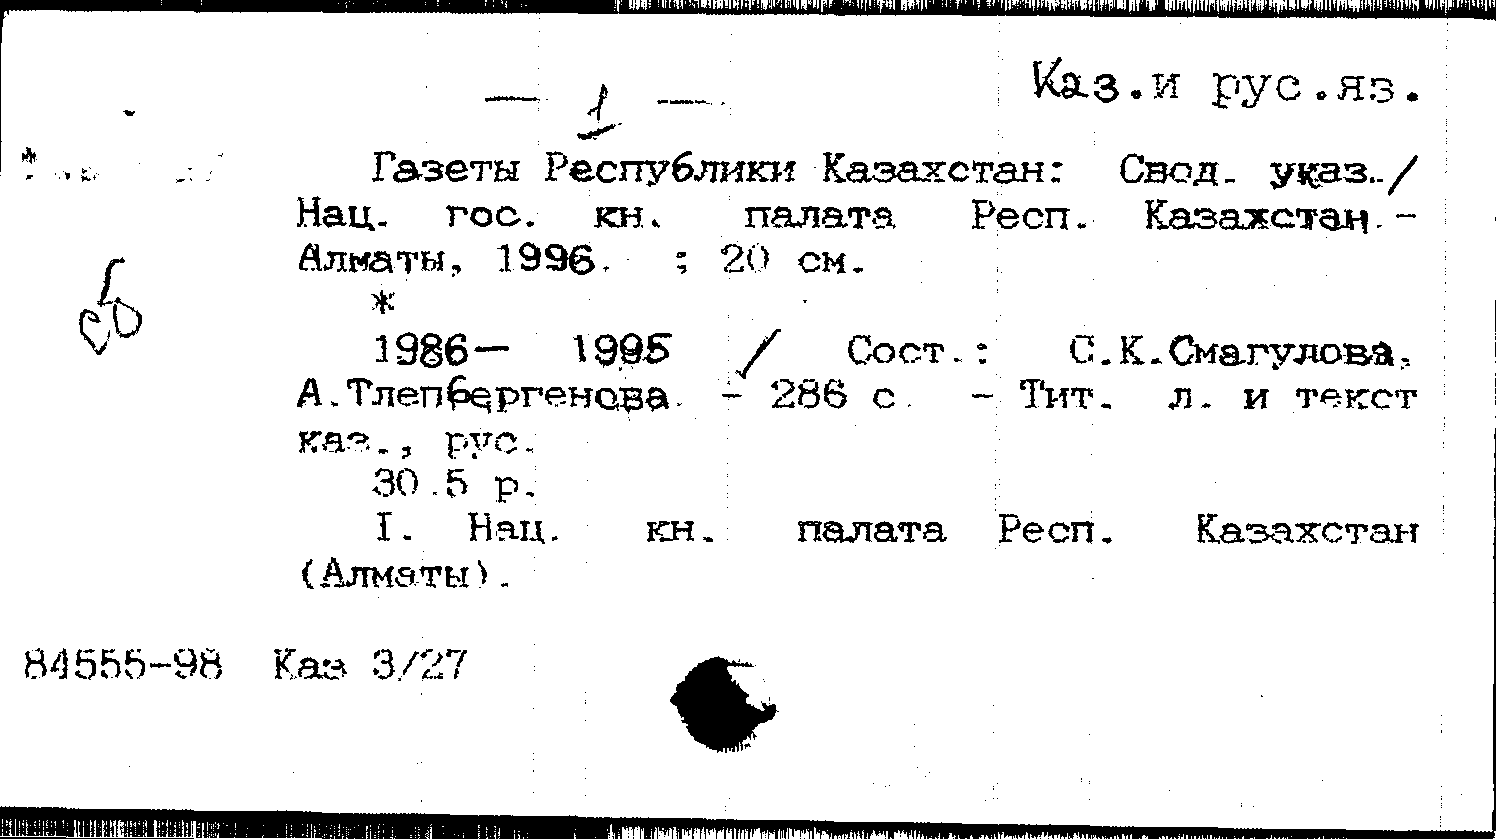 Каз.и рус.яз.
— 1 —
Газеты Республики Казахстан: Свод. указ./
Нац. гос. кн. палата Респ. Казахстан.-
Алматы, 1996. ; 20 см.
*
1986— 1995 / Сост.: С.К.Смагулова,
А.Тлепбергенова. - 286 с. - Тит. л. и текст
каз., рус.
30.5 р.
I. Нац. кн. палата Респ. Казахстан
(Алматы).
84555-98 Каз 3/27